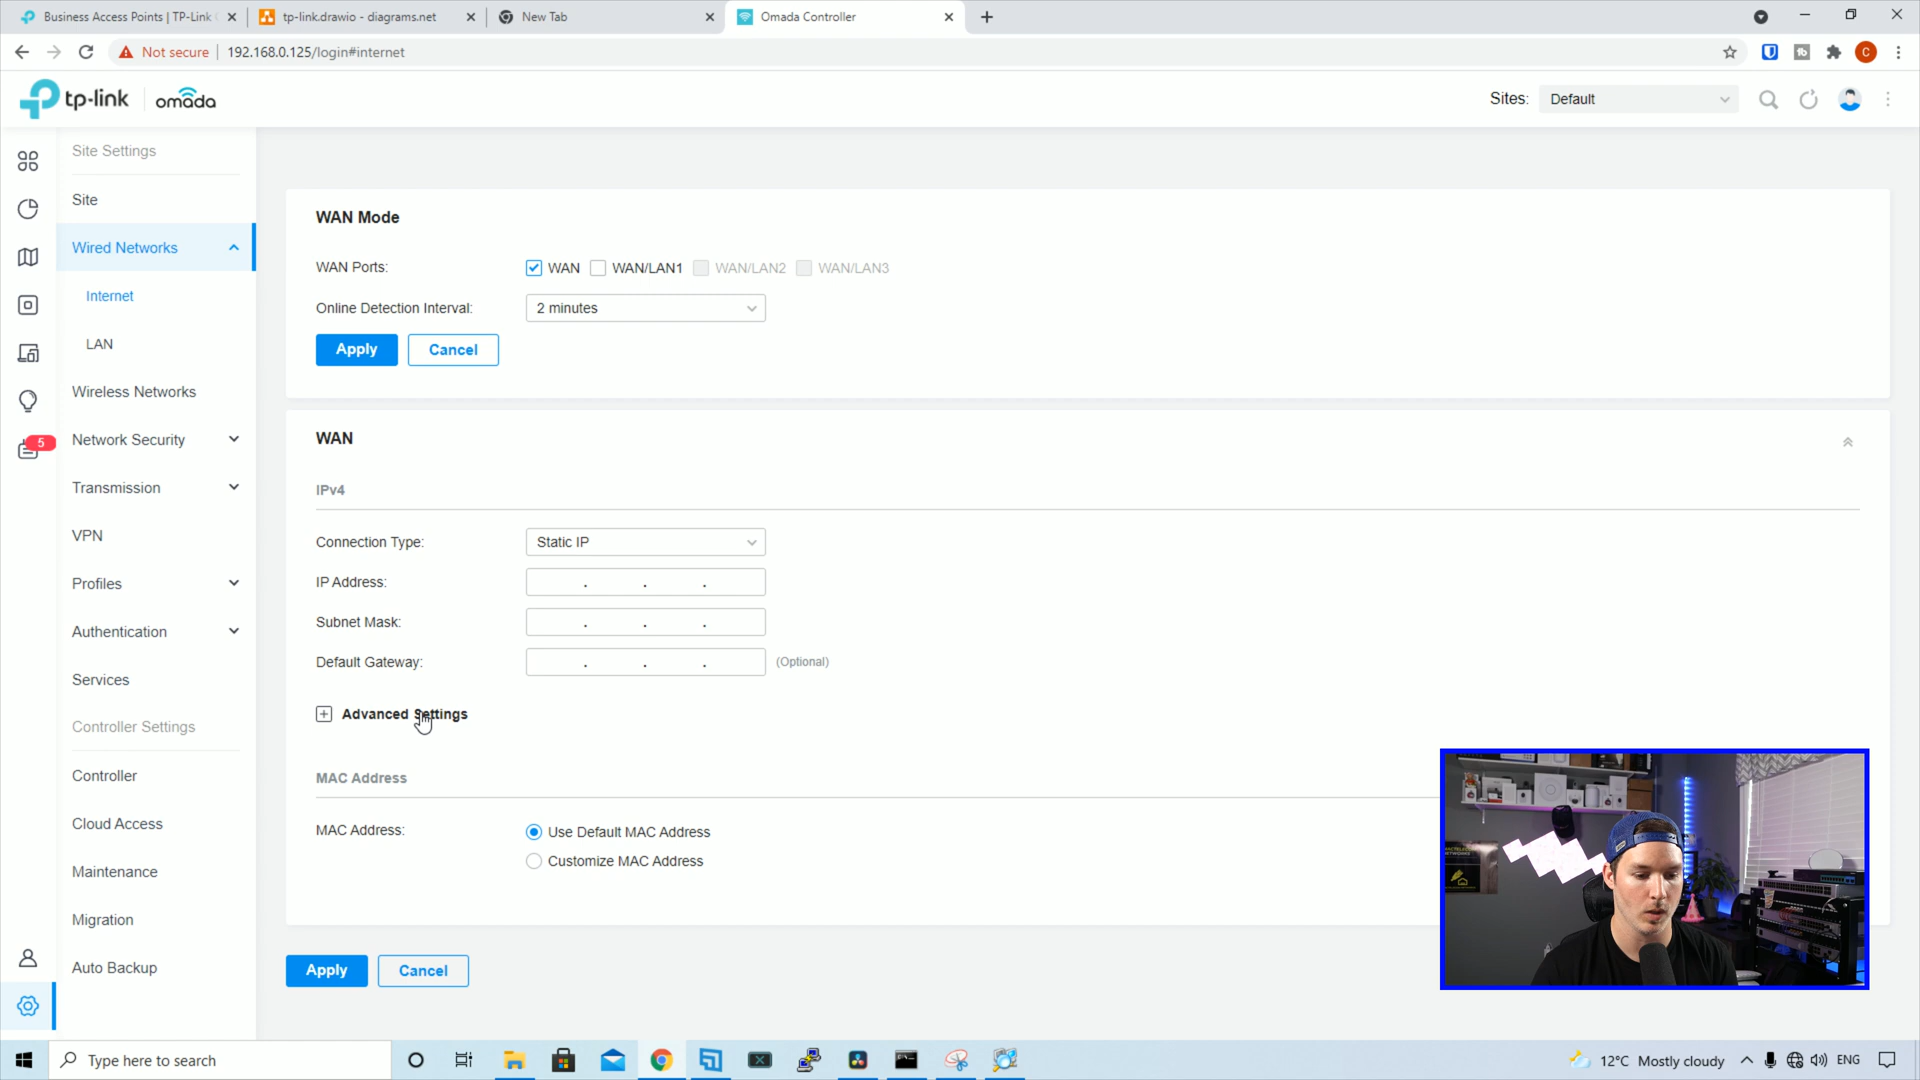 Business Access Points | TP-Link
tp-link.drawio - diagrams.net
New Tab
Omada Controller
Not secure
192.168.0.125/login#internet
C
tp-link
omada
Sites:
Default
Site Settings
Site
Wired Networks
Internet
LAN
Wireless Networks
5
Network Security
Transmission
VPN
Profiles
Authentication
Services
Controller Settings
Controller
Cloud Access
Maintenance
Migration
Auto Backup
WAN Mode
WAN Ports:
WAN
WAN/LAN1
WAN/LAN2
WAN/LAN3
Online Detection Interval:
2 minutes
Apply
Cancel
WAN
IPv4
Connection Type:
Static IP
IP Address:
. . .
Subnet Mask:
. . .
Default Gateway:
. . .
(Optional)
Advanced Settings
MAC Address
MAC Address:
Use Default MAC Address
Customize MAC Address
Apply
Cancel
Type here to search
12°C Mostly cloudy
ENG